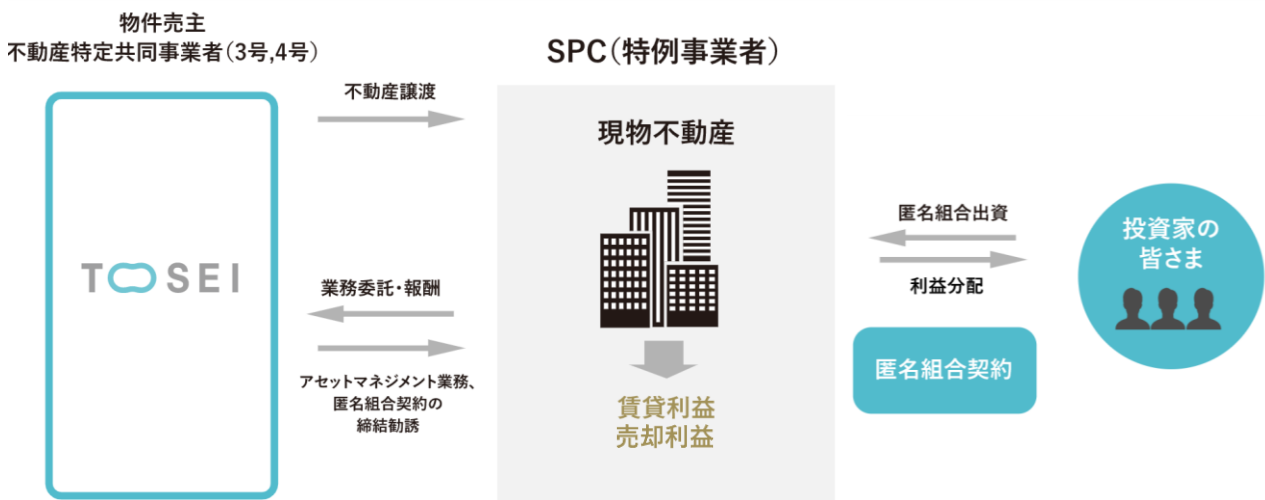 物件売主
不動産特定共同事業者(3号,4号)
TOSEI
不動産譲渡
業務委託・報酬
アセットマネジメント業務、
匿名組合契約の
締結勧誘
SPC(特例事業者)
現物不動産
賃貸利益
売却利益
匿名組合出資
利益分配
匿名組合契約
投資家の
皆さま